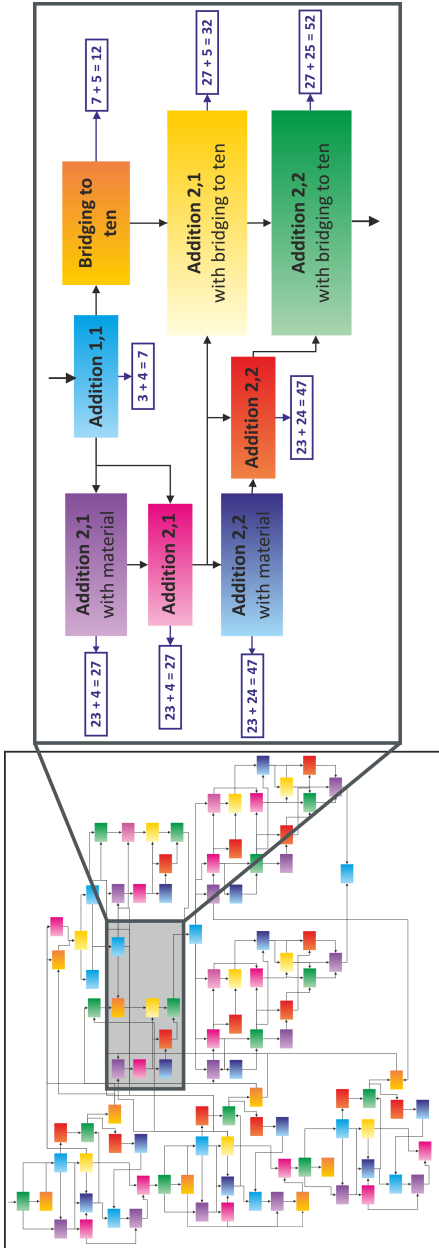 Addition 1,1
3 + 4 = 7
Bridging to
ten
7 + 5 = 12
Addition 2,1
with material
23 + 4 = 27
Addition 2,1
23 + 4 = 27
Addition 2,1
with bridging to ten
27 + 5 = 32
Addition 2,2
with material
23 + 24 = 47
Addition 2,2
23 + 24 = 47
Addition 2,2
with bridging to ten
27 + 25 = 52